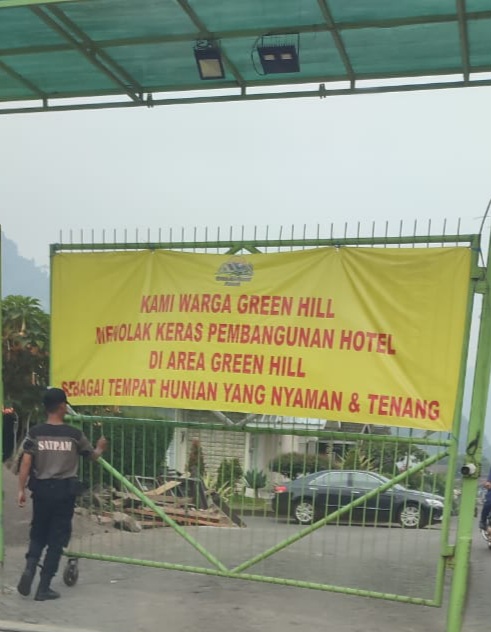 KAMI WARGA GREEN HILL
MENOLAK KERAS PEMBANGUNAN HOTEL
DI AREA GREEN HILL
SEBAGAI TEMPAT HUNIAN YANG NYAMAN & TENANG
SATPAM